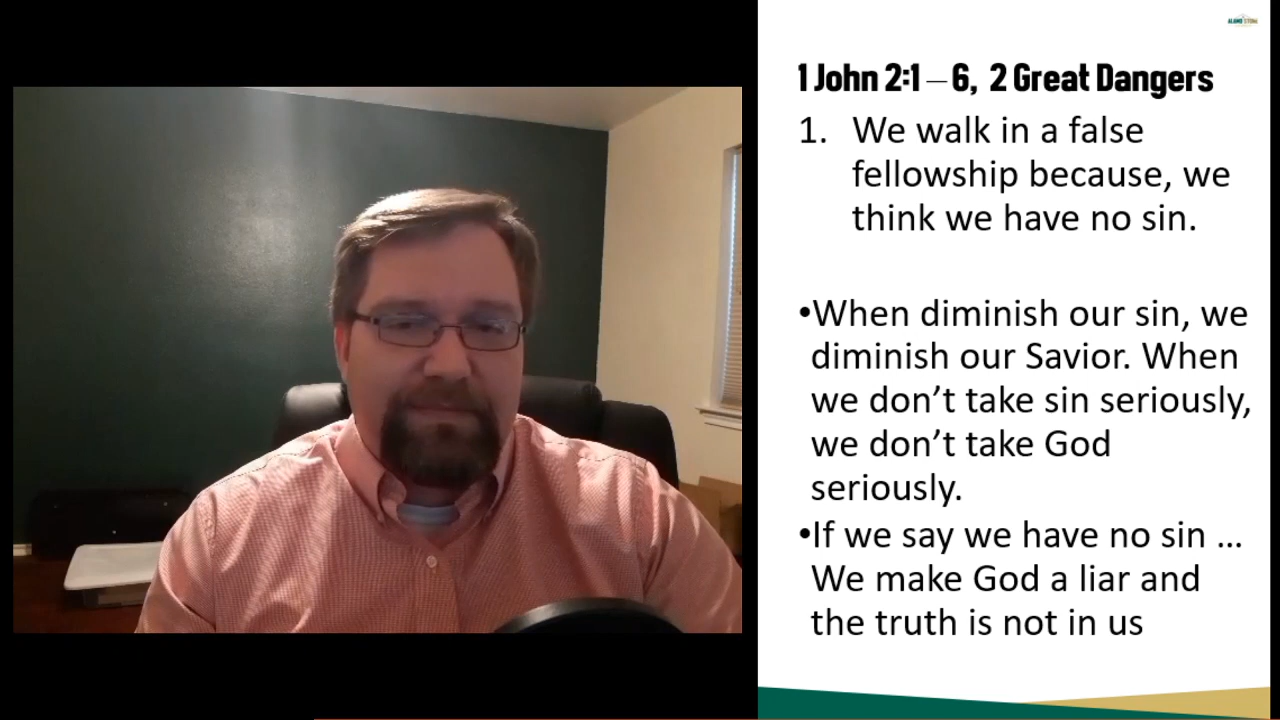 ALAMO STONE
1 John 2:1 – 6, 2 Great Dangers
1. We walk in a false
fellowship because, we
think we have no sin.
•When diminish our sin, we
diminish our Savior. When
we don’t take sin seriously,
we don’t take God
seriously.
•If we say we have no sin ...
We make God a liar and
the truth is not in us